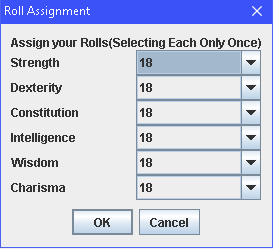 Roll Assignment
Assign your Rolls(Selecting Each Only Once)
Strength 18
Dexterity 18
Constitution 18
Intelligence 18
Wisdom 18
Charisma 18
OK Cancel